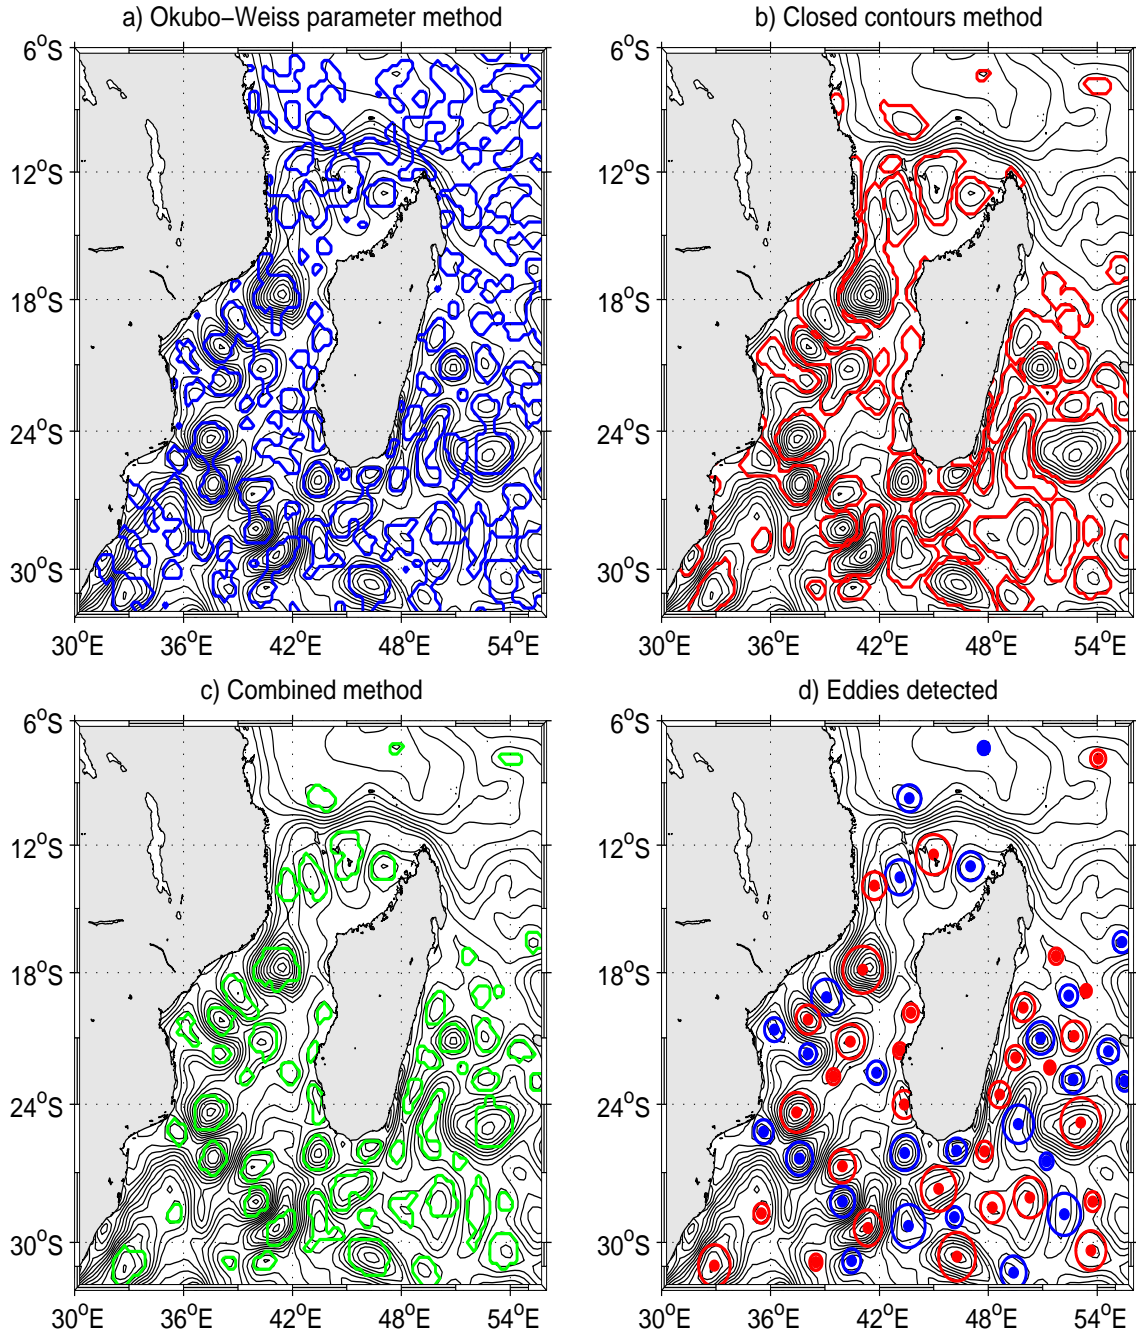 a) Okubo−Weiss parameter method
b) Closed contours method
6°S
12°S
18°S
24°S
30°S
30°E
36°E
42°E
48°E
54°E
6°S
12°S
18°S
24°S
30°S
30°E
36°E
42°E
48°E
54°E
c) Combined method
d) Eddies detected
6°S
12°S
18°S
24°S
30°S
30°E
36°E
42°E
48°E
54°E
6°S
12°S
18°S
24°S
30°S
30°E
36°E
42°E
48°E
54°E